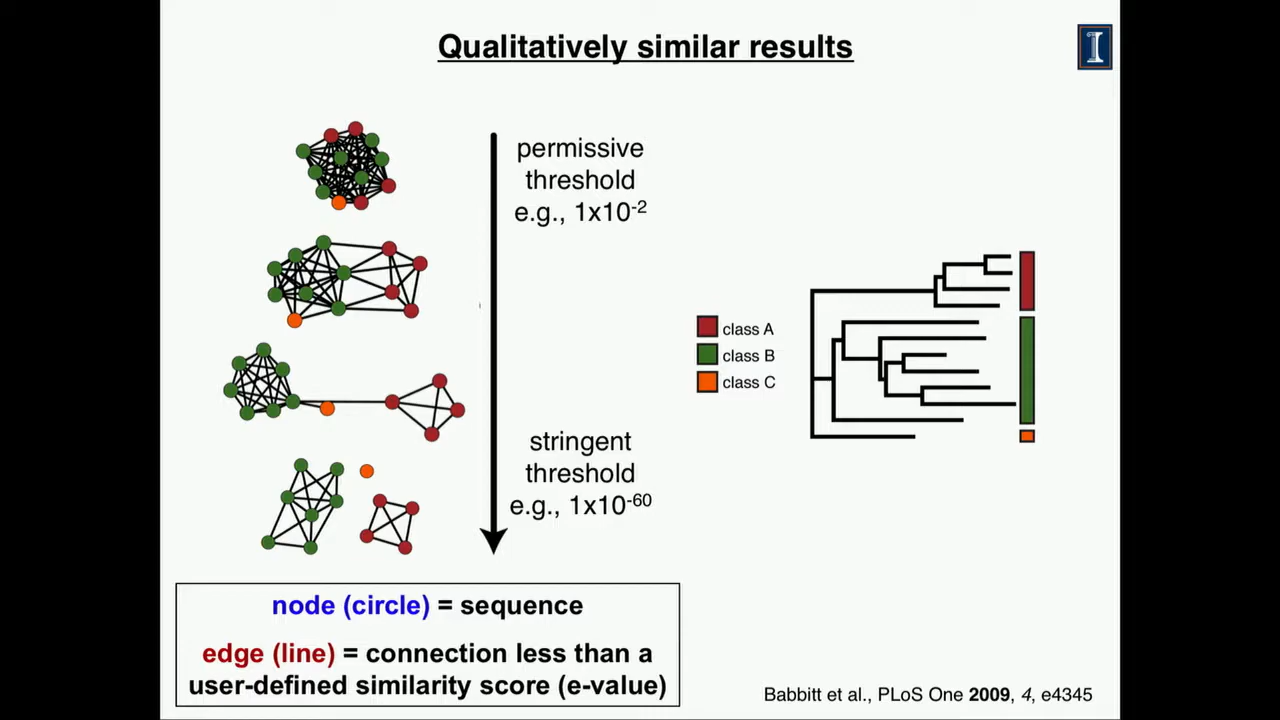 Qualitatively similar results
I
permissive
threshold
e.g., 1x10-2
class A
class B
class C
stringent
threshold
e.g., 1x10-60
node (circle) = sequence
edge (line) = connection less than a
user-defined similarity score (e-value)
Babbitt et al., PLoS One 2009, 4, e4345